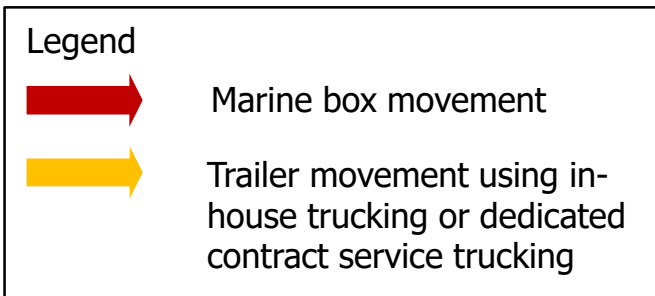 Legend
Marine box movement
Trailer movement using in-
house trucking or dedicated
contract service trucking